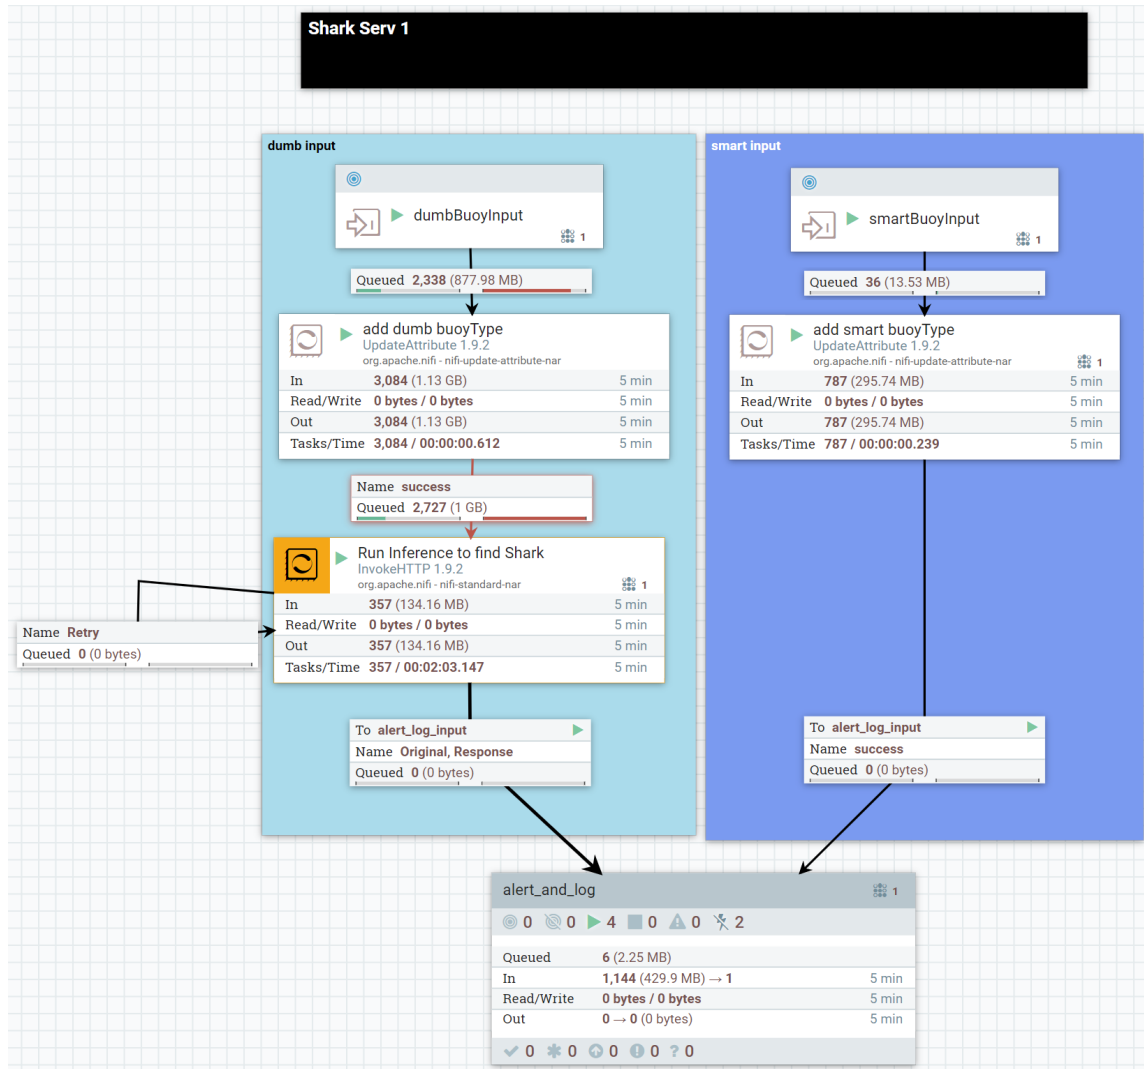 Shark Serv 1
dumb input
dumbBuoyInput
1
Queued 2,338 (877.98 MB)
add dumb buoyType
UpdateAttribute 1.9.2
org.apache.nifi - nifi-update-attribute-nar
In 3,084 (1.13 GB) 5 min
Read/Write 0 bytes / 0 bytes 5 min
Out 3,084 (1.13 GB) 5 min
Tasks/Time 3,084 / 00:00:00.612 5 min
Name success
Queued 2,727 (1 GB)
Run Inference to find Shark
InvokeHTTP 1.9.2
org.apache.nifi - nifi-standard-nar
1
In 357 (134.16 MB) 5 min
Read/Write 0 bytes / 0 bytes 5 min
Out 357 (134.16 MB) 5 min
Tasks/Time 357 / 00:02:03.147 5 min
Name Retry
Queued 0 (0 bytes)
To alert_log_input
Name Original, Response
Queued 0 (0 bytes)
smart input
smartBuoyInput
1
Queued 36 (13.53 MB)
add smart buoyType
UpdateAttribute 1.9.2
org.apache.nifi - nifi-update-attribute-nar
1
In 787 (295.74 MB) 5 min
Read/Write 0 bytes / 0 bytes 5 min
Out 787 (295.74 MB) 5 min
Tasks/Time 787 / 00:00:00.239 5 min
To alert_log_input
Name success
Queued 0 (0 bytes)
alert_and_log 1
0 0 4 0 0 2
Queued 6 (2.25 MB)
In 1,144 (429.9 MB) → 1 5 min
Read/Write 0 bytes / 0 bytes 5 min
Out 0 → 0 (0 bytes) 5 min
0 0 0 0 ? 0